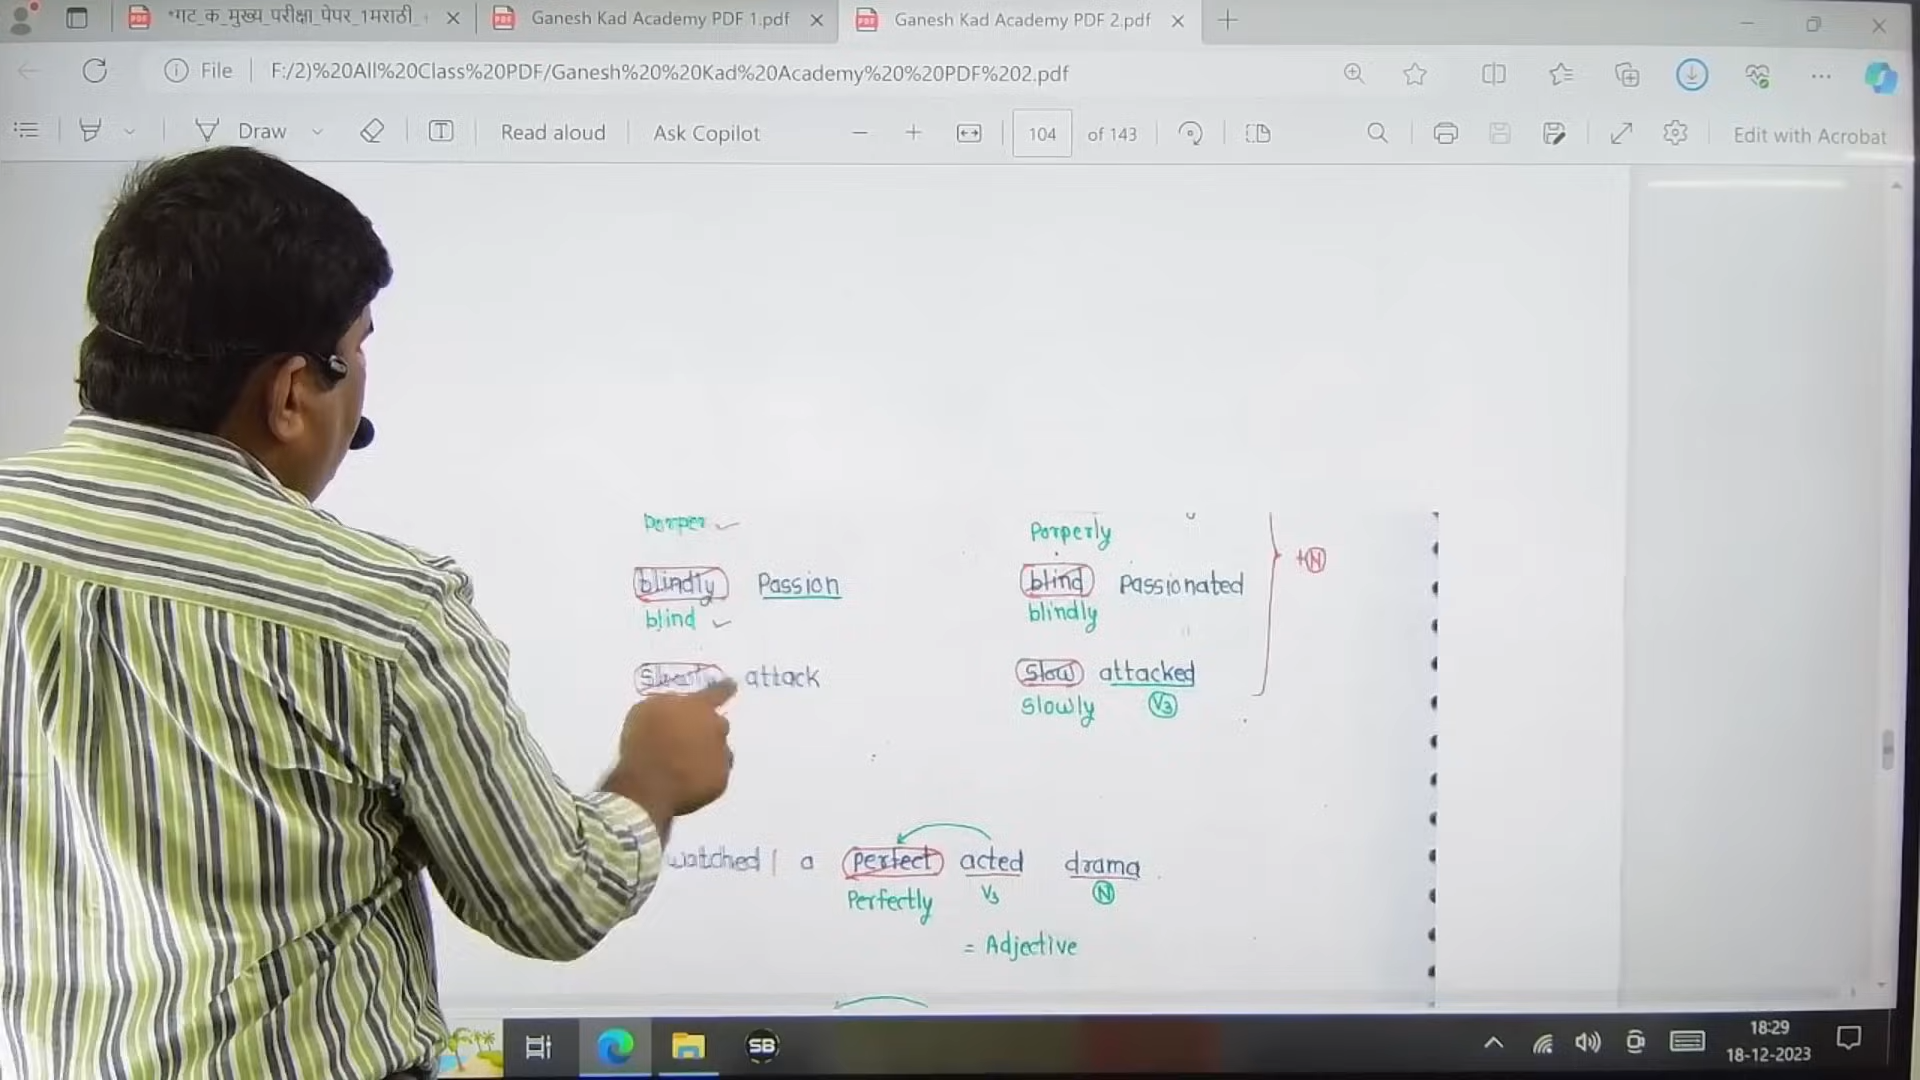 *गट_क_मुख्य_परीक्षा_पेपर_1मराठी_
Ganesh Kad Academy PDF 1.pdf
Ganesh Kad Academy PDF 2.pdf
File
F:/2)%20All%20Class%20PDF/Ganesh%20%20Kad%20Academy%20%20PDF%202.pdf
Draw
Read aloud
Ask Copilot
104 of 143
Edit with Acrobat
Porper
Porperly
blindly Passion
blind Passionated
+N
blind
blindly
attack
slow attacked
slowly V3
watched | a perfect acted drama
Perfectly V3 N
= Adjective
SB
18:29
18-12-2023